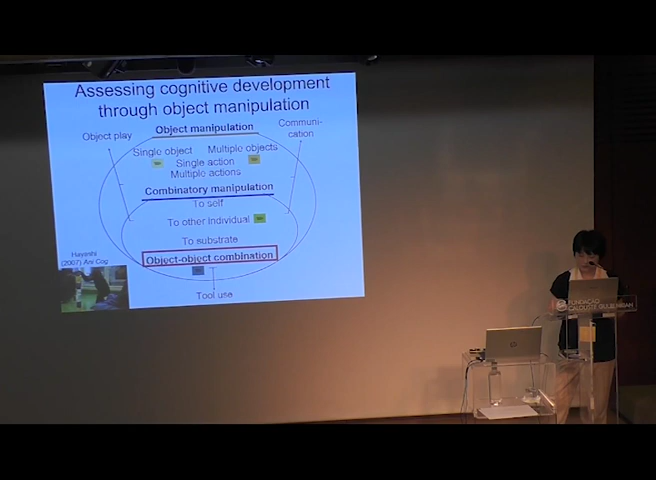 Assessing cognitive development
through object manipulation
Object play
Object manipulation
Communi-
cation
Single object
Multiple objects
Single action
Multiple actions
Combinatory manipulation
To self
To other individual
To substrate
Object-object combination
Hayashi
(2007) Ani Cog
Tool use
FUNDAÇÃO
CALOUSTE GULBENKIAN